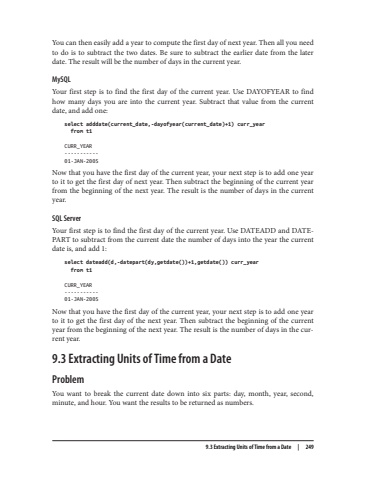 You can then easily add a year to compute the first day of next year. Then all you need
to do is to subtract the two dates. Be sure to subtract the earlier date from the later
date. The result will be the number of days in the current year.
MySQL
Your first step is to find the first day of the current year. Use DAYOFYEAR to find
how many days you are into the current year. Subtract that value from the current
date, and add one:
select adddate(current_date,-dayofyear(current_date)+1) curr_year
from t1
CURR_YEAR
-----------
01-JAN-2005
Now that you have the first day of the current year, your next step is to add one year
to it to get the first day of next year. Then subtract the beginning of the current year
from the beginning of the next year. The result is the number of days in the current
year.
SQL Server
Your first step is to find the first day of the current year. Use DATEADD and DATE-
PART to subtract from the current date the number of days into the year the current
date is, and add 1:
select dateadd(d,-datepart(dy,getdate())+1,getdate()) curr_year
from t1
CURR_YEAR
-----------
01-JAN-2005
Now that you have the first day of the current year, your next step is to add one year
to it to get the first day of the next year. Then subtract the beginning of the current
year from the beginning of the next year. The result is the number of days in the cur-
rent year.
9.3 Extracting Units of Time from a Date
Problem
You want to break the current date down into six parts: day, month, year, second,
minute, and hour. You want the results to be returned as numbers.
9.3 Extracting Units of Time from a Date | 249